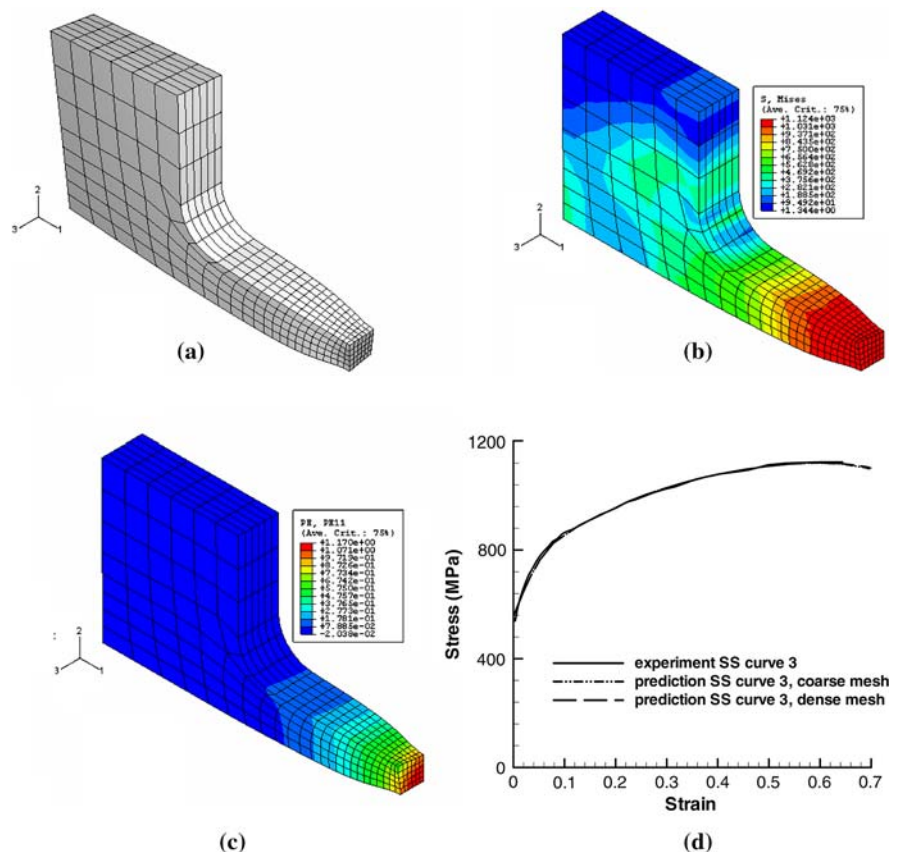 2
3
1
(a)
S, Mises
(Ave. Crit.: 75%)
+1.124e+03
+1.031e+03
+9.371e+02
+8.435e+02
+7.500e+02
+6.564e+02
+5.628e+02
+4.692e+02
+3.756e+02
+2.821e+02
+1.885e+02
+9.492e+01
+1.344e+00
2
3
1
(b)
PE, PE11
(Ave. Crit.: 75%)
+1.170e+00
+1.071e+00
+9.719e-01
+8.726e-01
+7.734e-01
+6.742e-01
+5.750e-01
+4.757e-01
+3.765e-01
+2.773e-01
+1.781e-01
+7.885e-02
-2.038e-02
:
2
3
1
(c)
1200
800
400
0
Stress (MPa)
experiment SS curve 3
prediction SS curve 3, coarse mesh
prediction SS curve 3, dense mesh
0 0.1 0.2 0.3 0.4 0.5 0.6 0.7
Strain
(d)